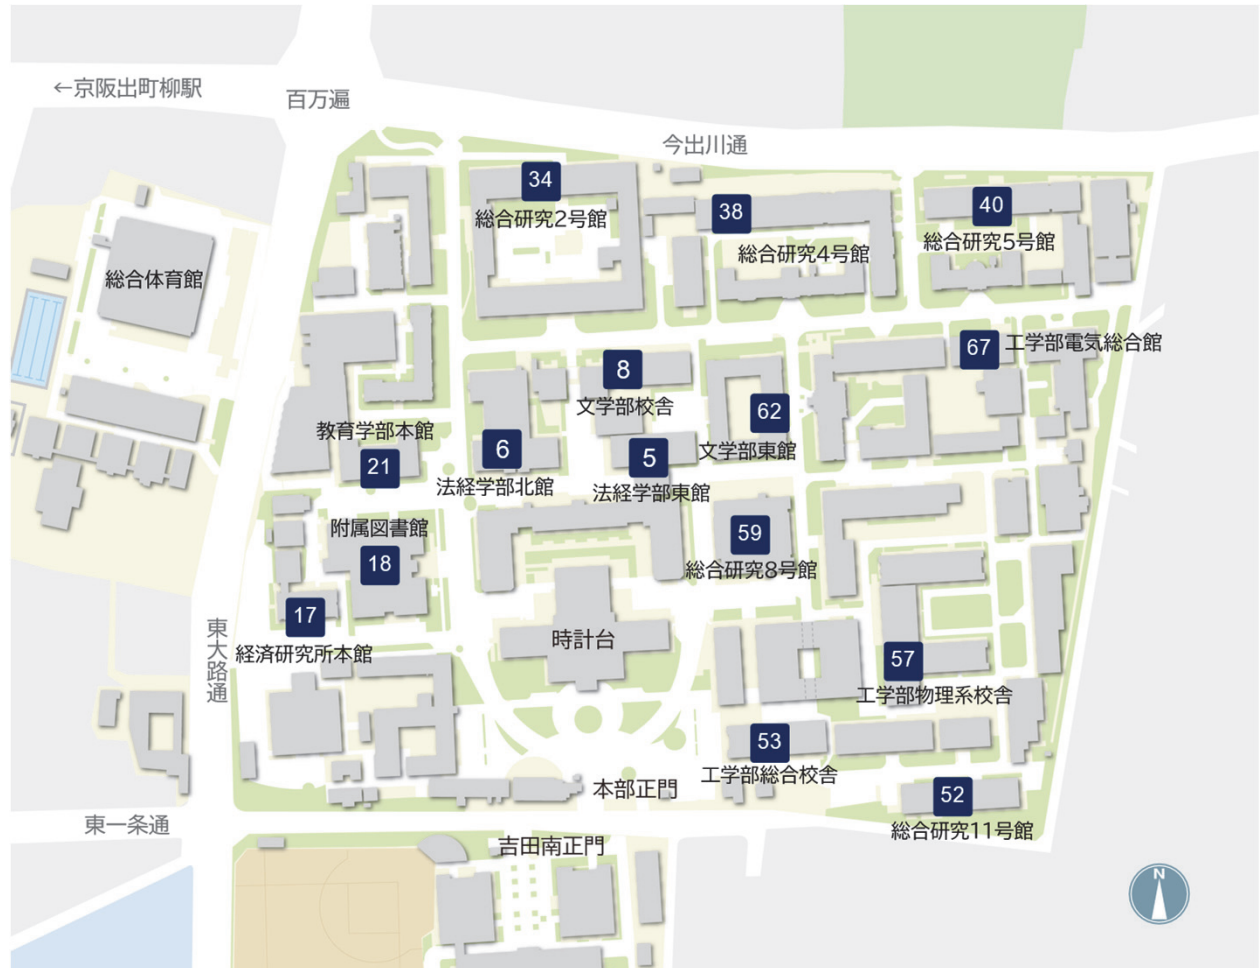 ←京阪出町柳駅
百万遍
今出川通
34
総合研究2号館
38
総合研究4号館
40
総合研究5号館
総合体育館
67
工学部電気総合館
8
文学部校舎
62
文学部東館
教育学部本館
21
6
法経学部北館
5
法経学部東館
附属図書館
18
59
総合研究8号館
17
経済研究所本館
東大路通
時計台
57
工学部物理系校舎
53
工学部総合校舎
本部正門
52
総合研究11号館
東一条通
吉田南正門
N